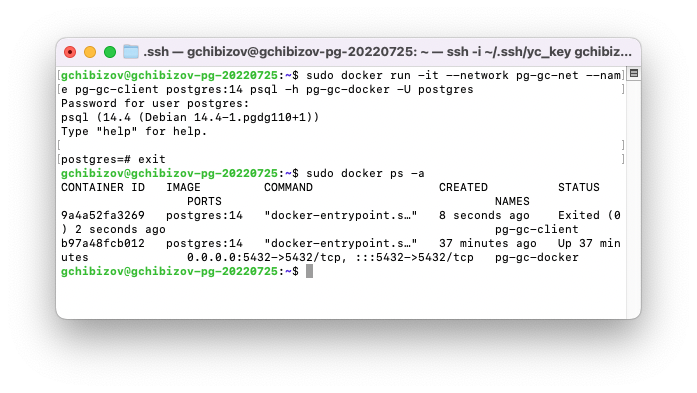 .ssh — gchibizov@gchibizov-pg-20220725: ~ — ssh -i ~/.ssh/yc_key gchibiz...
[gchibizov@gchibizov-pg-20220725:~$ sudo docker run -it --network pg-gc-net --nam]
[e pg-gc-client postgres:14 psql -h pg-gc-docker -U postgres ]
Password for user postgres:
psql (14.4 (Debian 14.4-1.pgdg110+1))
Type "help" for help.
[ ]
[postgres=# exit ]
gchibizov@gchibizov-pg-20220725:~$ sudo docker ps -a
CONTAINER ID   IMAGE         COMMAND                  CREATED          STATUS
                  PORTS                                       NAMES
9a4a52fa3269   postgres:14   "docker-entrypoint.s…"   8 seconds ago    Exited (0
) 2 seconds ago                                               pg-gc-client
b97a48fcb012   postgres:14   "docker-entrypoint.s…"   37 minutes ago   Up 37 min
utes              0.0.0.0:5432->5432/tcp, :::5432->5432/tcp   pg-gc-docker
gchibizov@gchibizov-pg-20220725:~$